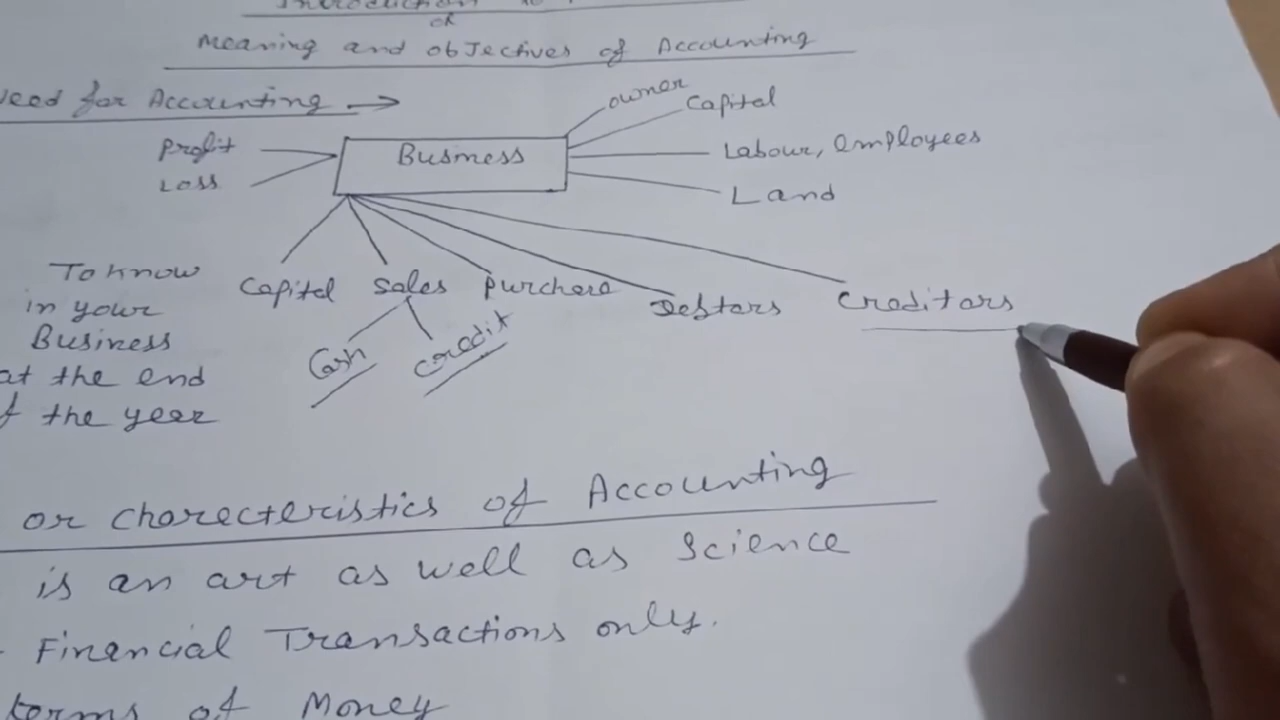 or
Meaning and objectives of Accounting
for Accounting →
owner
Capital
Profit
Business
Labour, employees
Loss
Land
To know
in your
Business
at the end
the year
Capital Sales Purchase Debtors Creditors
Cash credit
or Charecteristics of Accounting
is an art as well as Science
Financial Transactions only.
terms of Money